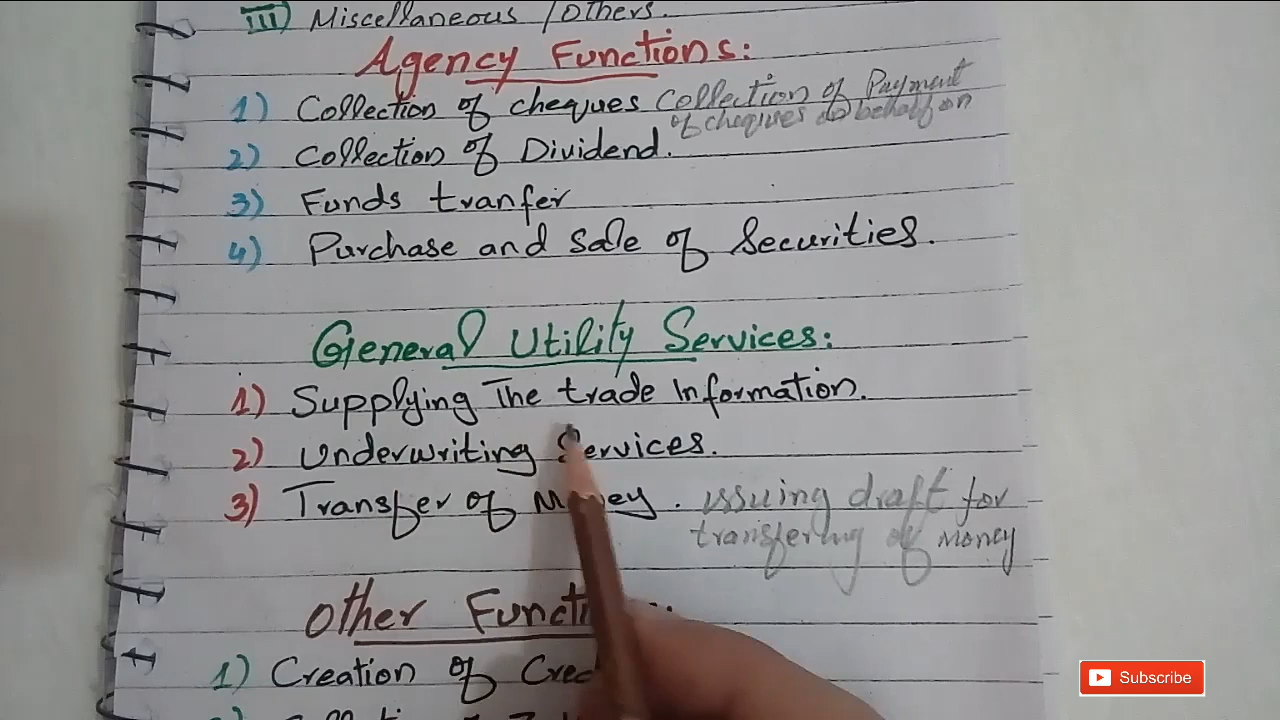 III) Miscellaneous / Others.
Agency Functions:
1) Collection of cheques Collection of Payment
of cheques behalf on
2) Collection of Dividend.
3) Funds tranfer
4) Purchase and Sale of Securities.
General Utility Services:
1) Supplying The trade Information.
2) Underwriting Services.
3) Transfer of Money. issuing draft for
transfering of Money
Other Functi
1) Creation of Cred
Subscribe